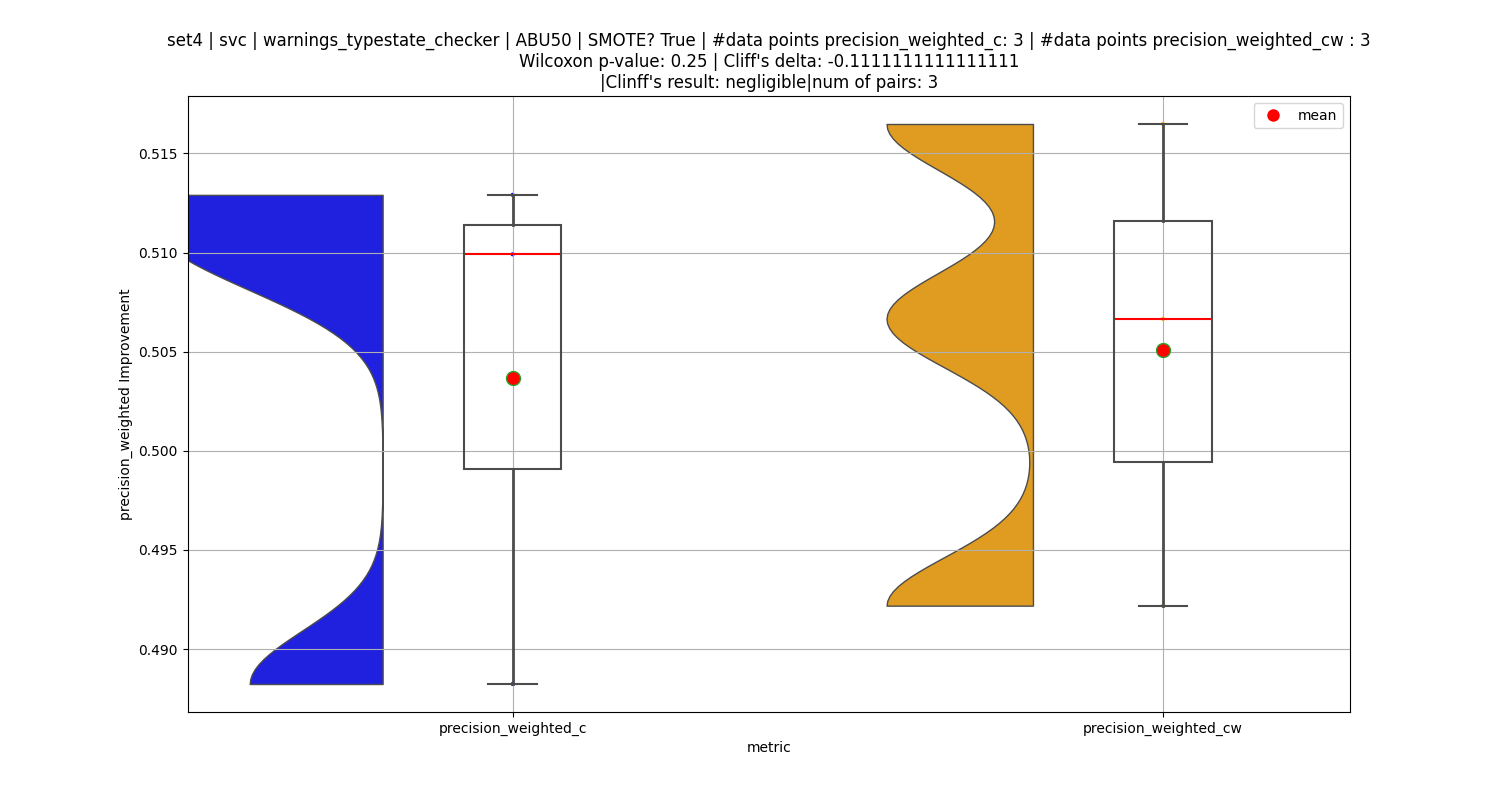 set4 | svc | warnings_typestate_checker | ABU50 | SMOTE? True | #data points precision_weighted_c: 3 | #data points precision_weighted_cw : 3
Wilcoxon p-value: 0.25 | Cliff's delta: -0.1111111111111111
|Clinff's result: negligible|num of pairs: 3
mean
0.515
0.510
0.505
0.500
0.495
0.490
precision_weighted Improvement
precision_weighted_c
precision_weighted_cw
metric